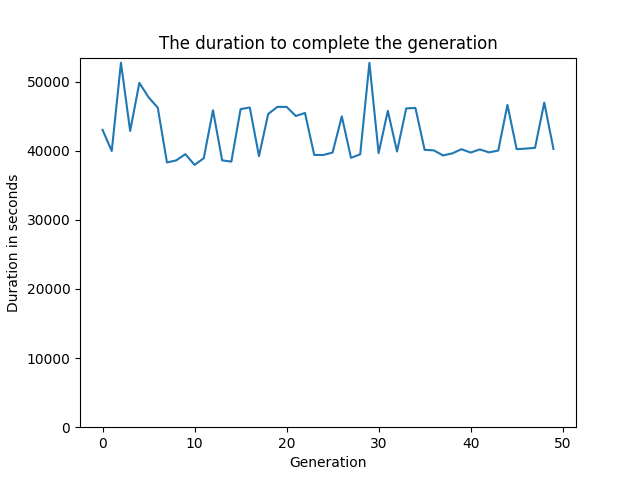 The duration to complete the generation
Duration in seconds
50000
40000
30000
20000
10000
0
0 10 20 30 40 50
Generation